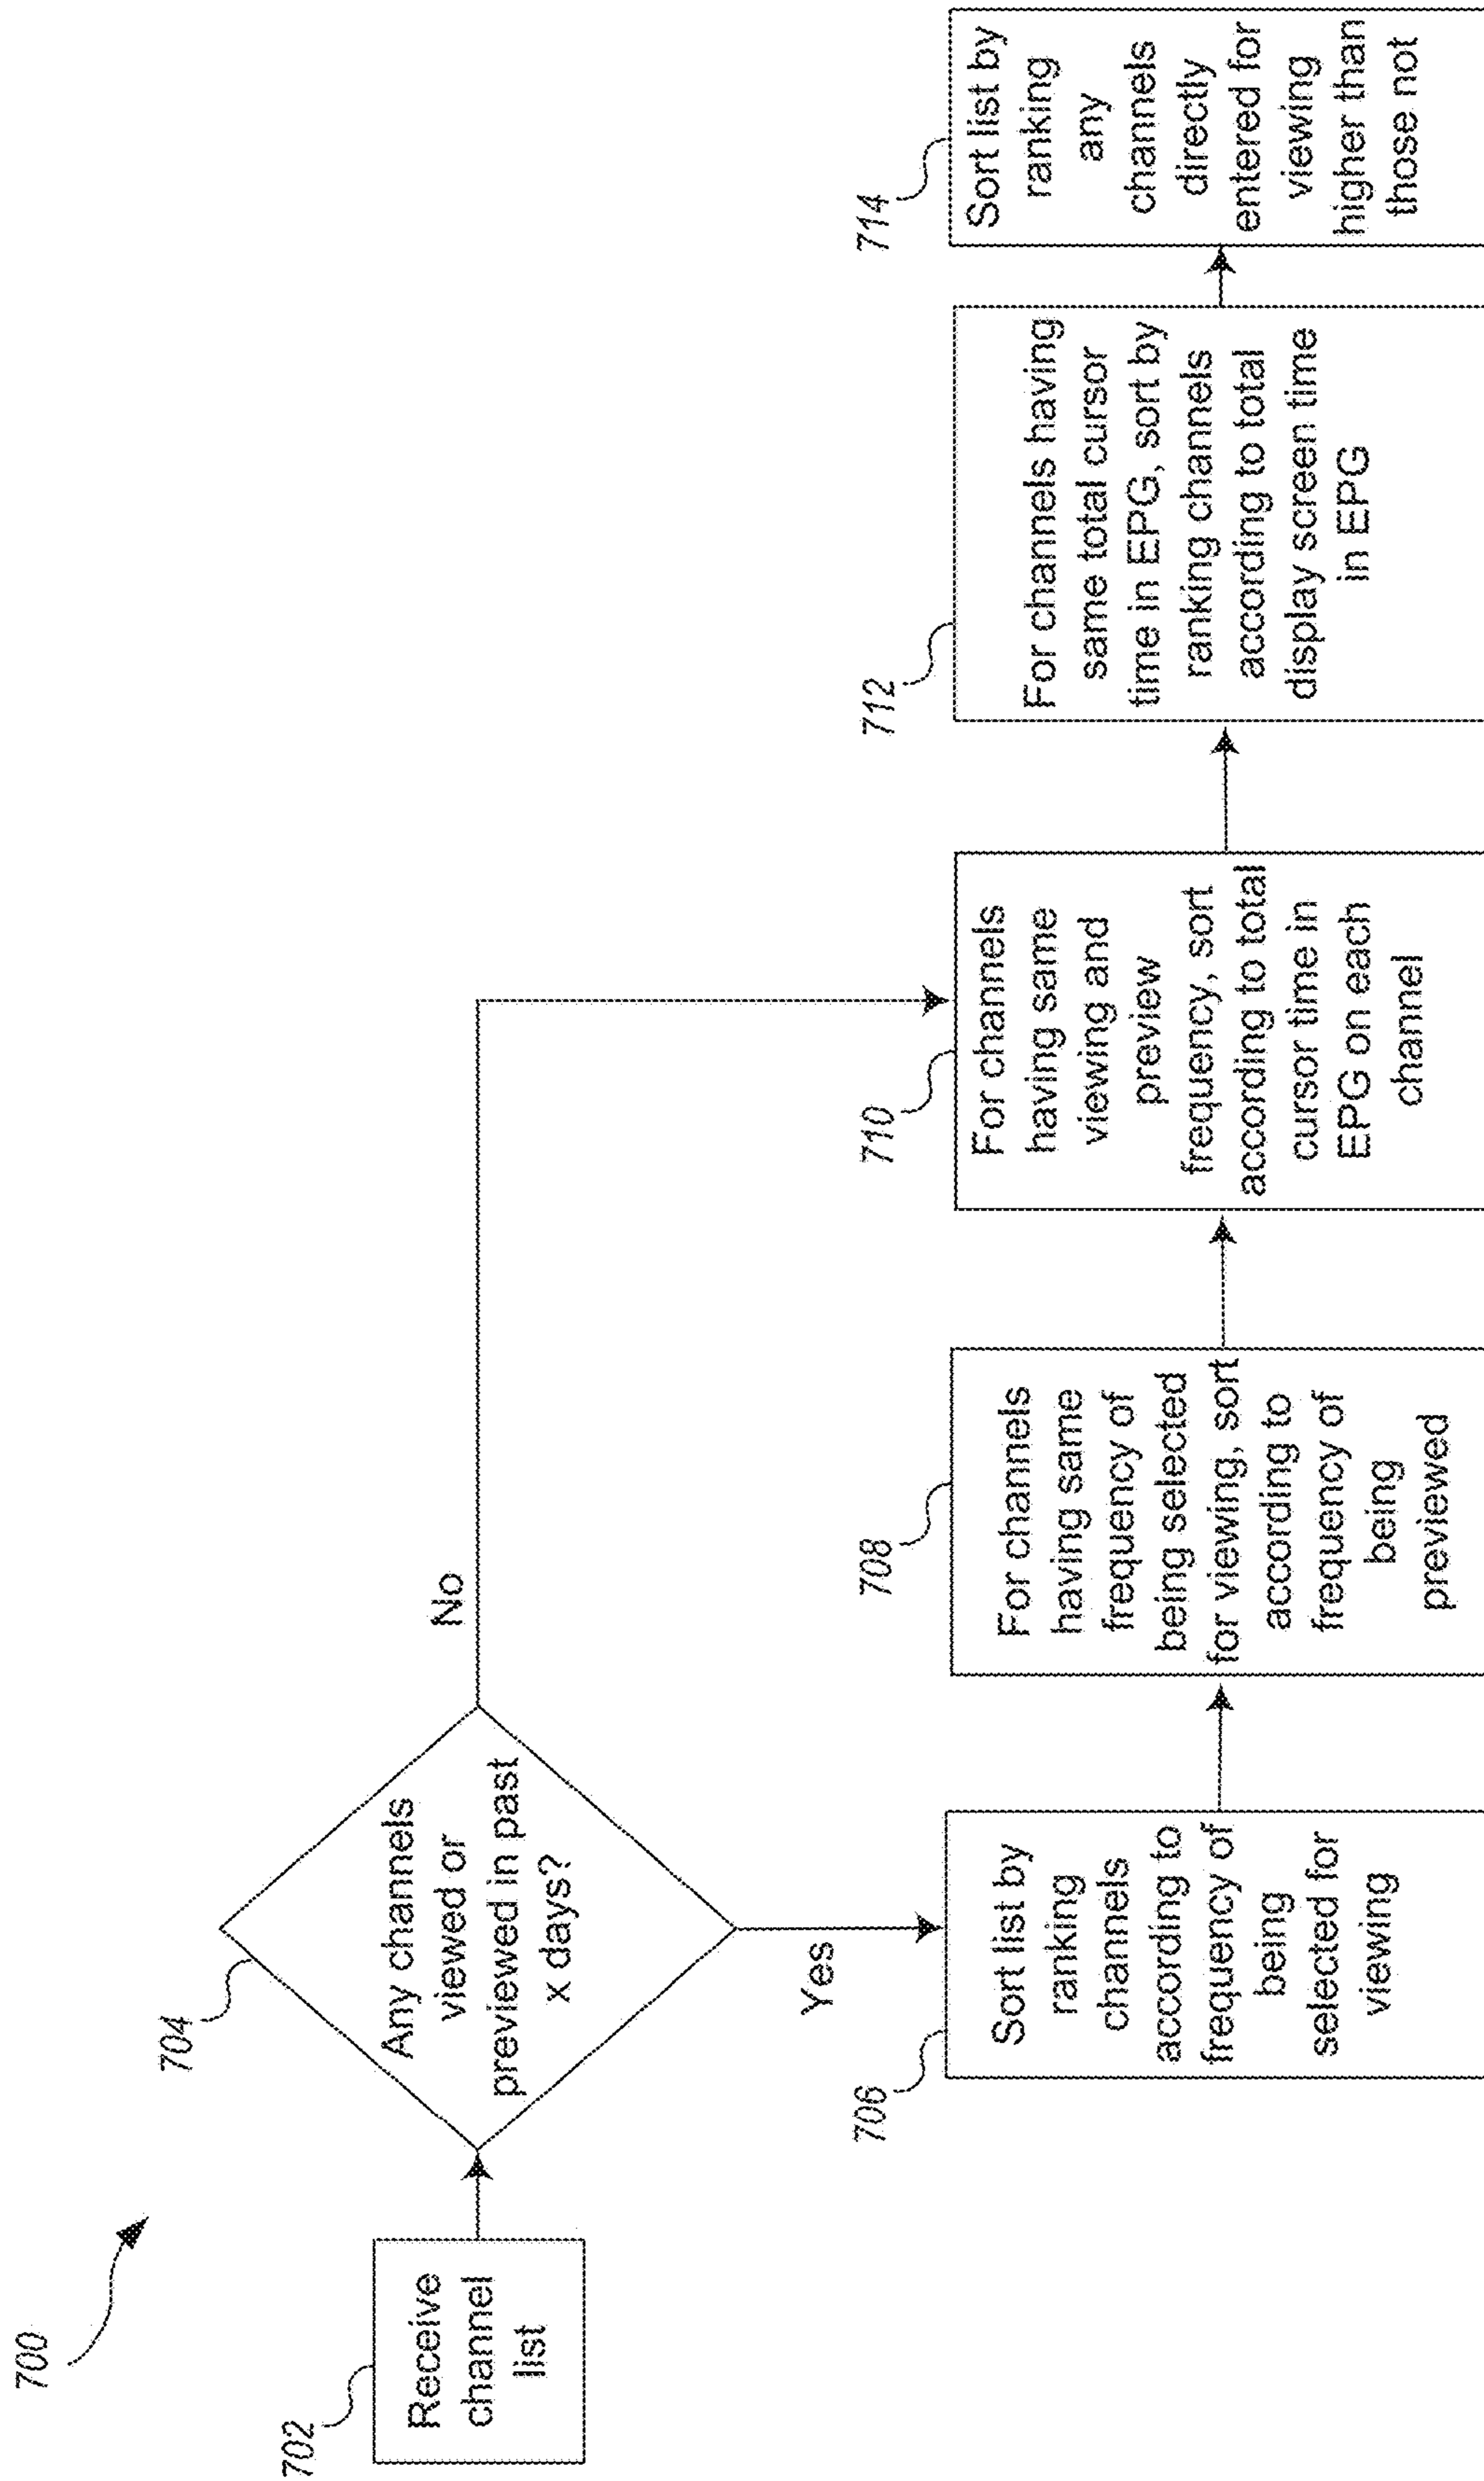 700
702
Receive
channel
list
704
Any channels
viewed or
previewed in past
x days?
No
Yes
706
Sort list by
ranking
channels
according to
frequency of
being
selected for
viewing
708
For channels
having same
frequency of
being selected
for viewing, sort
according to
frequency of
being
previewed
710
For channels
having same
viewing and
preview
frequency, sort
according to total
cursor time in
EPG on each
channel
712
For channels having
same total cursor
time in EPG, sort by
ranking channels
according to total
display screen time
in EPG
714
Sort list by
ranking
any
channels
directly
entered for
viewing
higher than
those not